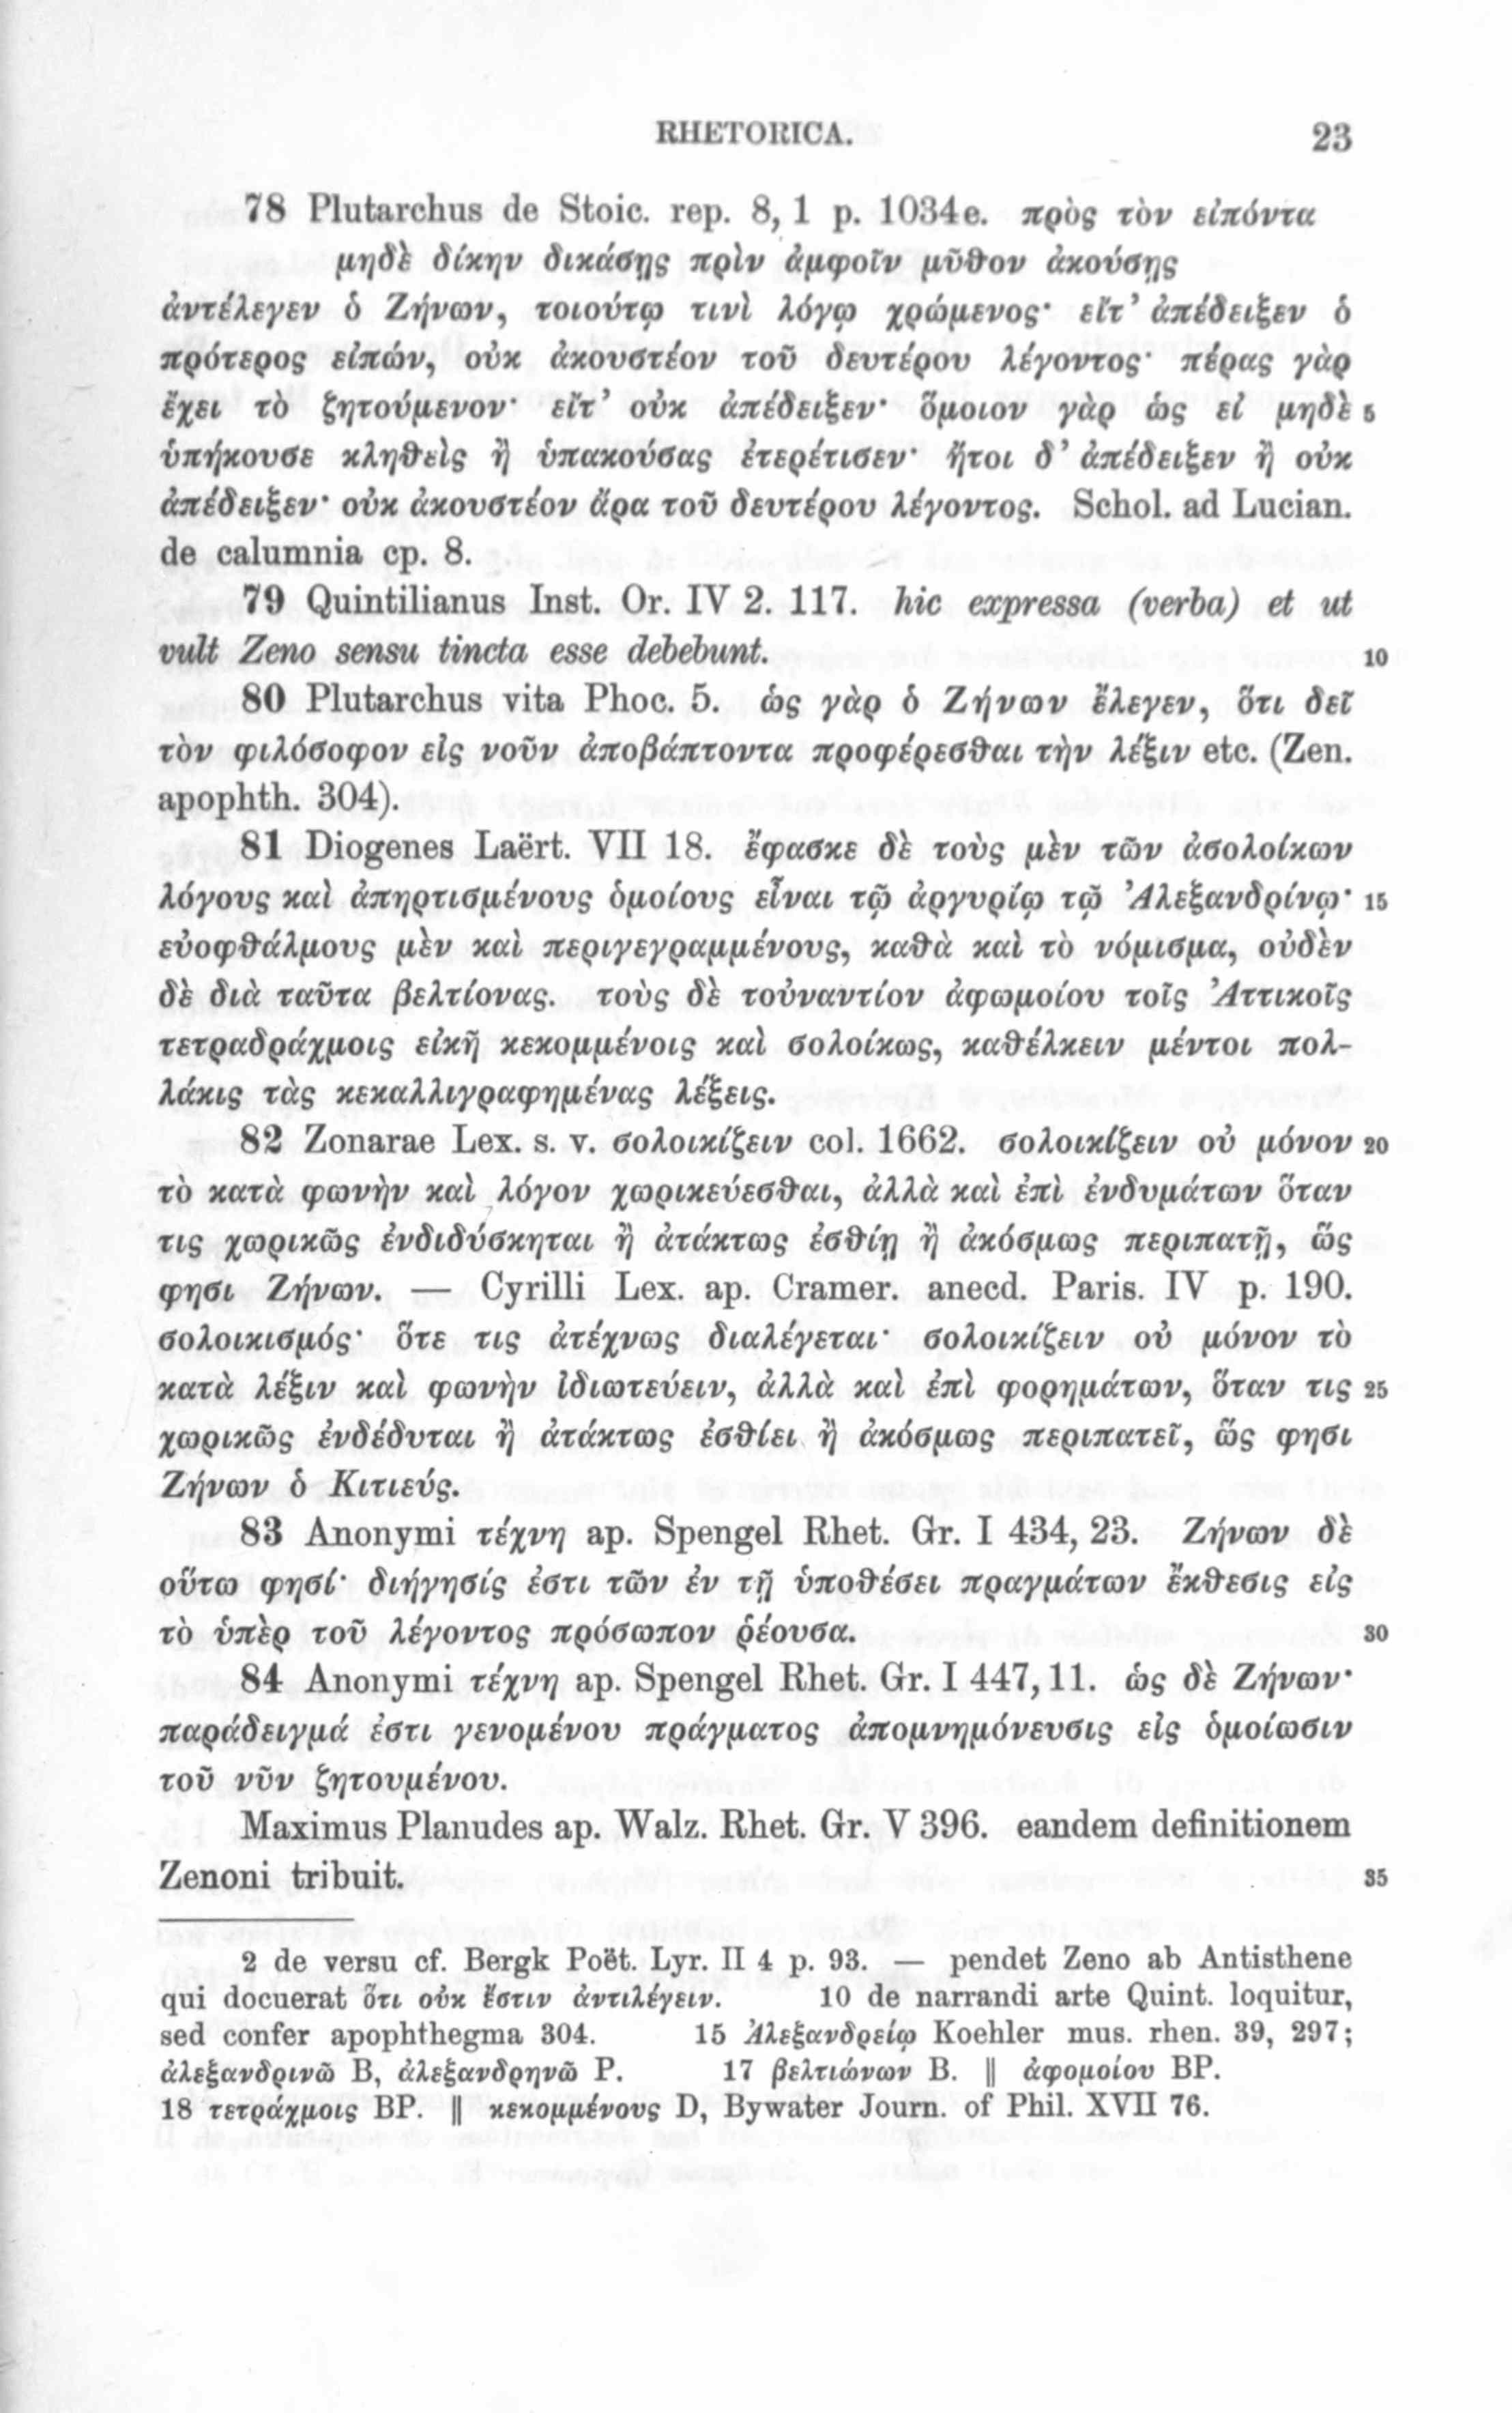 RHETORICA. 23
78 Plutarchus de Stoic. rep. 8, 1 p. 1034e. πρὸς τὸν εἰπόντα
μηδὲ δίκην δικάσῃς πρὶν ἀμφοῖν μῦθον ἀκούσῃς
ἀντέλεγεν ὁ Ζήνων, τοιούτῳ τινὶ λόγῳ χρώμενος· εἴτ’ ἀπέδειξεν ὁ
πρότερος εἰπών, οὐκ ἀκουστέον τοῦ δευτέρου λέγοντος· πέρας γὰρ
ἔχει τὸ ζητούμενον· εἴτ’ οὐκ ἀπέδειξεν· ὅμοιον γὰρ ὡς εἰ μηδὲ 5
ὑπήκουσε κληθεὶς ἢ ὑπακούσας ἐτερέτισεν· ἤτοι δ’ ἀπέδειξεν ἢ οὐκ
ἀπέδειξεν· οὐκ ἀκουστέον ἄρα τοῦ δευτέρου λέγοντος. Schol. ad Lucian.
de calumnia cp. 8.
79 Quintilianus Inst. Or. IV 2. 117. hic expressa (verba) et ut
vult Zeno sensu tincta esse debebunt. 10
80 Plutarchus vita Phoc. 5. ὡς γὰρ ὁ Ζήνων ἔλεγεν, ὅτι δεῖ
τὸν φιλόσοφον εἰς νοῦν ἀποβάπτοντα προφέρεσθαι τὴν λέξιν etc. (Zen.
apophth. 304).
81 Diogenes Laërt. VII 18. ἔφασκε δὲ τοὺς μὲν τῶν ἀσολοίκων
λόγους καὶ ἀπηρτισμένους ὁμοίους εἶναι τῷ ἀργυρίῳ τῷ Ἀλεξανδρίνῳ· 15
εὐοφθάλμους μὲν καὶ περιγεγραμμένους, καθὰ καὶ τὸ νόμισμα, οὐδὲν
δὲ διὰ ταῦτα βελτίονας. τοὺς δὲ τοὐναντίον ἀφωμοίου τοῖς Ἀττικοῖς
τετραδράχμοις εἰκῆ κεκομμένοις καὶ σολοίκως, καθέλκειν μέντοι πολ-
λάκις τὰς κεκαλλιγραφημένας λέξεις.
82 Zonarae Lex. s. v. σολοικίζειν col. 1662. σολοικίζειν οὐ μόνον 20
τὸ κατὰ φωνὴν καὶ λόγον χωρικεύεσθαι, ἀλλὰ καὶ ἐπὶ ἐνδυμάτων ὅταν
τις χωρικῶς ἐνδιδύσκηται ἢ ἀτάκτως ἐσθίῃ ἢ ἀκόσμως περιπατῇ, ὥς
φησι Ζήνων. — Cyrilli Lex. ap. Cramer. anecd. Paris. IV p. 190.
σολοικισμός· ὅτε τις ἀτέχνως διαλέγεται· σολοικίζειν οὐ μόνον τὸ
κατὰ λέξιν καὶ φωνὴν ἰδιωτεύειν, ἀλλὰ καὶ ἐπὶ φορημάτων, ὅταν τις 25
χωρικῶς ἐνδέδυται ἢ ἀτάκτως ἐσθίει ἢ ἀκόσμως περιπατεῖ, ὥς φησι
Ζήνων ὁ Κιτιεύς.
83 Anonymi τέχνη ap. Spengel Rhet. Gr. I 434, 23. Ζήνων δὲ
οὕτω φησί· διήγησίς ἐστι τῶν ἐν τῇ ὑποθέσει πραγμάτων ἔκθεσις εἰς
τὸ ὑπὲρ τοῦ λέγοντος πρόσωπον ῥέουσα. 30
84 Anonymi τέχνη ap. Spengel Rhet. Gr. I 447, 11. ὡς δὲ Ζήνων·
παράδειγμά ἐστι γενομένου πράγματος ἀπομνημόνευσις εἰς ὁμοίωσιν
τοῦ νῦν ζητουμένου.
Maximus Planudes ap. Walz. Rhet. Gr. V 396. eandem definitionem
Zenoni tribuit. 35
2 de versu cf. Bergk Poët. Lyr. II 4 p. 93. — pendet Zeno ab Antisthene
qui docuerat ὅτι οὐκ ἔστιν ἀντιλέγειν. 10 de narrandi arte Quint. loquitur,
sed confer apophthegma 304. 15 Ἀλεξανδρείῳ Koehler mus. rhen. 39, 297;
ἀλεξανδρινῶ B, ἀλεξανδρηνῶ P. 17 βελτιώνων B. || ἀφομοίου BP.
18 τετράχμοις BP. || κεκομμένους D, Bywater Journ. of Phil. XVII 76.